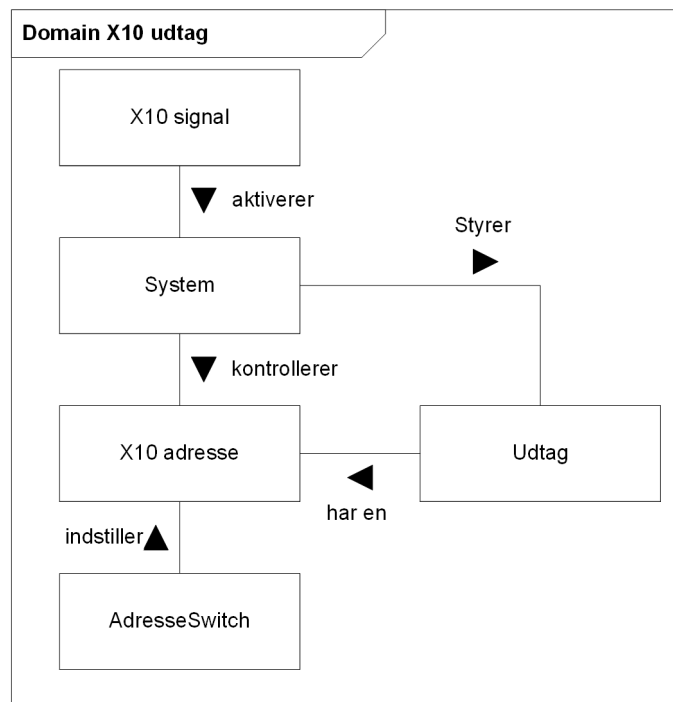 Domain X10 udtag
X10 signal
aktiverer
Styrer
System
kontrollerer
X10 adresse
Udtag
har en
indstiller
AdresseSwitch